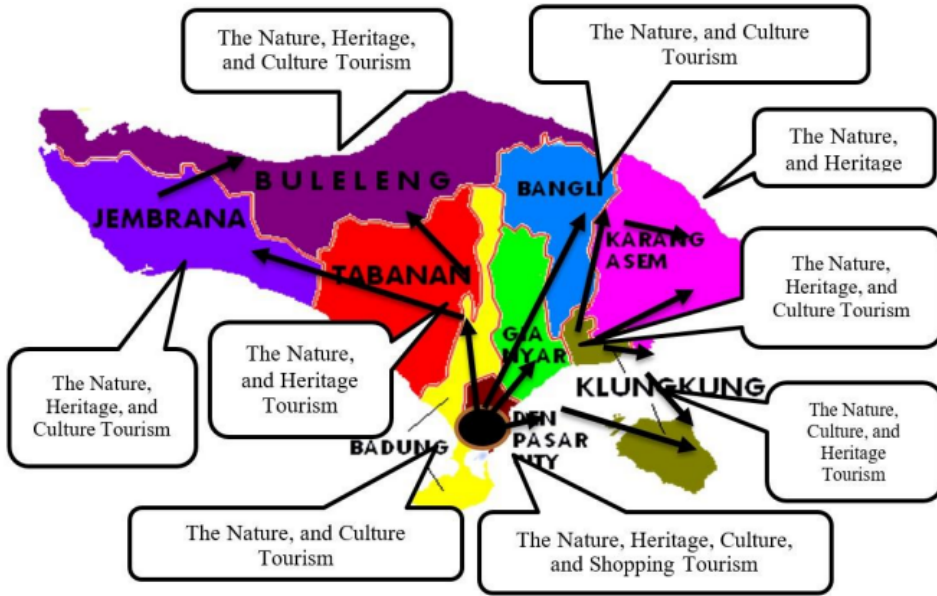 The Nature, Heritage,
and Culture Tourism
The Nature, and Culture
Tourism
The Nature,
and Heritage
BULELENG
BANGLI
JEMBRANA
KARANG
ASEM
TABANAN
The Nature,
Heritage, and
Culture Tourism
GIA
NYAR
The Nature,
and Heritage
Tourism
The Nature,
Heritage, and
Culture Tourism
KLUNGKUNG
The Nature,
Culture, and
Heritage
Tourism
DEN
PASAR
BADUNG
The Nature, and Culture
Tourism
The Nature, Heritage, Culture,
and Shopping Tourism